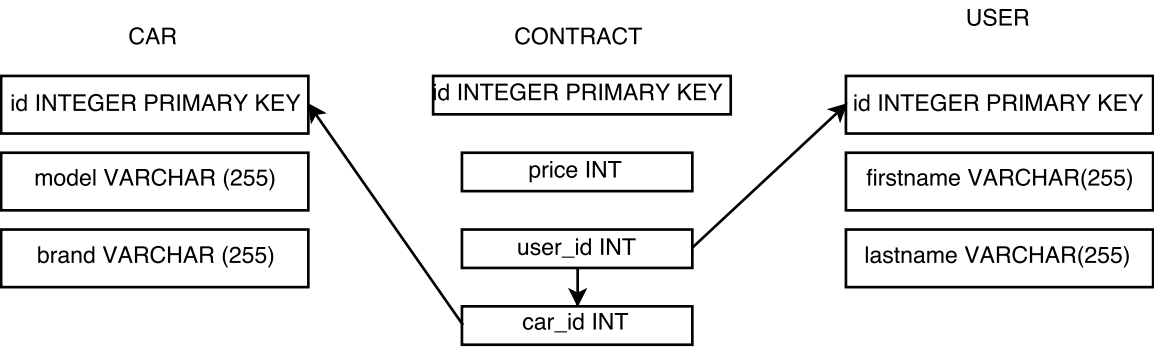 CAR
id INTEGER PRIMARY KEY
model VARCHAR (255)
brand VARCHAR (255)
CONTRACT
id INTEGER PRIMARY KEY
price INT
user_id INT
car_id INT
USER
id INTEGER PRIMARY KEY
firstname VARCHAR(255)
lastname VARCHAR(255)